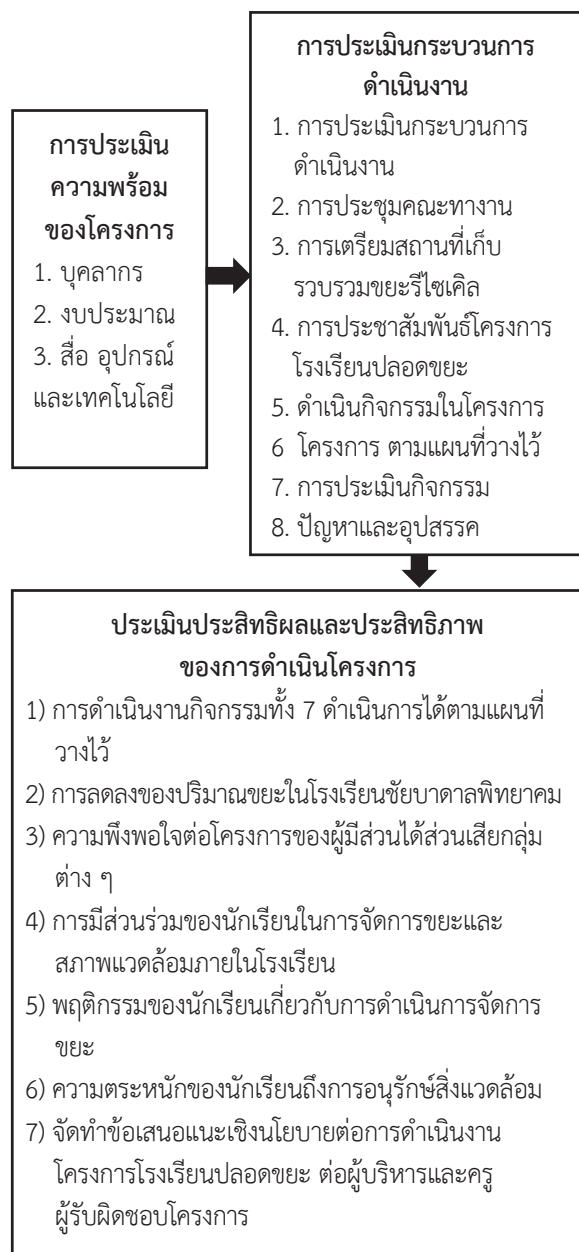 การประเมิน
ความพร้อม
ของโครงการ
1. บุคลากร
2. งบประมาณ
3. สื่อ อุปกรณ์
และเทคโนโลยี
การประเมินกระบวนการ
ดำเนินงาน
1. การประเมินกระบวนการ
ดำเนินงาน
2. การประชุมคณะทางาน
3. การเตรียมสถานที่เก็บ
รวบรวมขยะรีไซเคิล
4. การประชาสัมพันธ์โครงการ
โรงเรียนปลอดขยะ
5. ดำเนินกิจกรรมในโครงการ
6 โครงการ ตามแผนที่วางไว้
7. การประเมินกิจกรรม
8. ปัญหาและอุปสรรค
ประเมินประสิทธิผลและประสิทธิภาพ
ของการดำเนินโครงการ
1) การดำเนินงานกิจกรรมทั้ง 7 ดำเนินการได้ตามแผนที่
วางไว้
2) การลดลงของปริมาณขยะในโรงเรียนชัยบาดาลพิทยาคม
3) ความพึงพอใจต่อโครงการของผู้มีส่วนได้ส่วนเสียกลุ่ม
ต่าง ๆ
4) การมีส่วนร่วมของนักเรียนในการจัดการขยะและ
สภาพแวดล้อมภายในโรงเรียน
5) พฤติกรรมของนักเรียนเกี่ยวกับการดำเนินการจัดการ
ขยะ
6) ความตระหนักของนักเรียนถึงการอนุรักษ์สิ่งแวดล้อม
7) จัดทำข้อเสนอแนะเชิงนโยบายต่อการดำเนินงาน
โครงการโรงเรียนปลอดขยะ ต่อผู้บริหารและครู
ผู้รับผิดชอบโครงการ